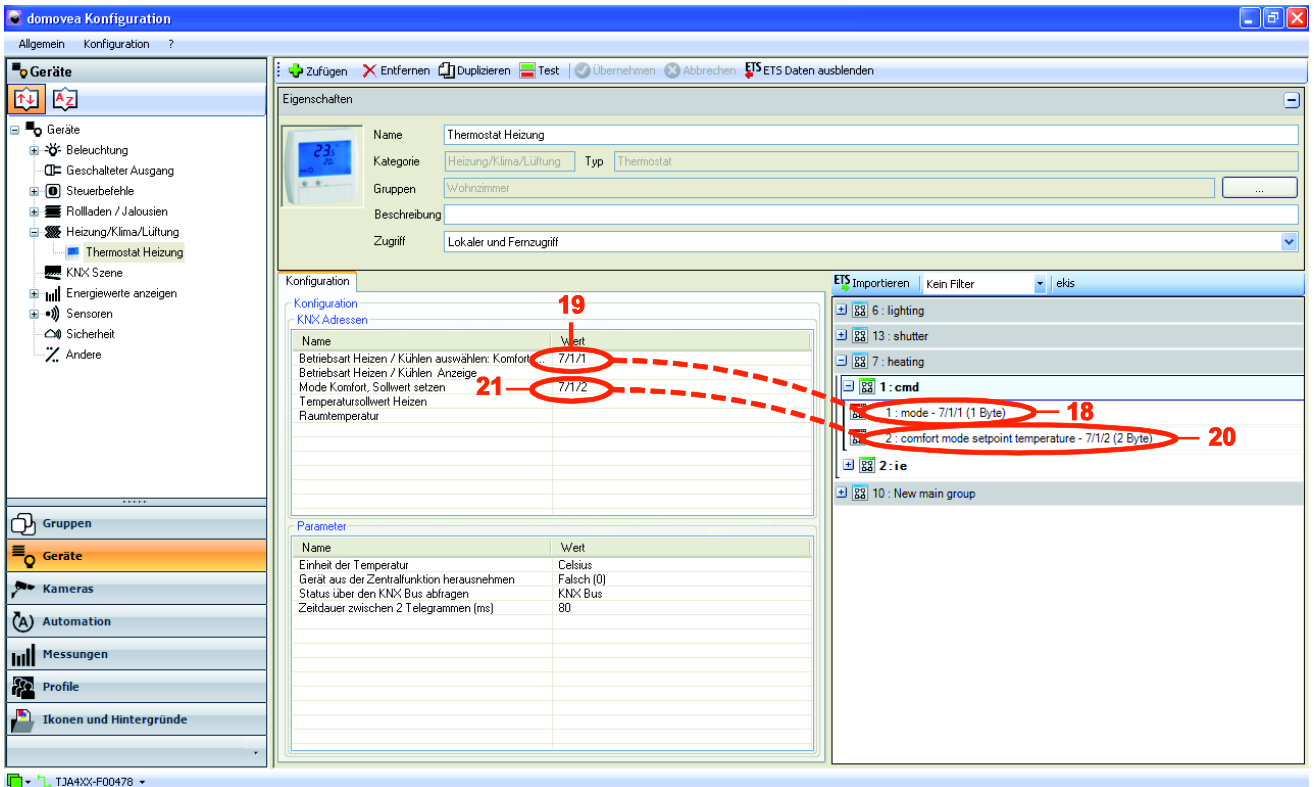 domovea Konfiguration
Allgemein Konfiguration ?
Geräte
Zufügen Entfernen Duplizieren Test Übernehmen Abbrechen ETS ETS Daten ausblenden
A Z
Eigenschaften
Geräte
Beleuchtung
Geschalteter Ausgang
Steuerbefehle
Rollladen / Jalousien
Heizung/Klima/Lüftung
Thermostat Heizung
KNX Szene
Energiewerte anzeigen
Sensoren
Sicherheit
Andere
Name Thermostat Heizung
Kategorie Heizung/Klima/Lüftung Typ Thermostat
Gruppen Wohnzimmer ...
Beschreibung
Zugriff Lokaler und Fernzugriff
Konfiguration
Konfiguration
KNX Adressen
Name Wert
Betriebsart Heizen / Kühlen auswählen: Komfort, ... 7/1/1
Betriebsart Heizen / Kühlen Anzeige
Mode Komfort, Sollwert setzen 7/1/2
Temperatursollwert Heizen
Raumtemperatur
19
21
Parameter
Name Wert
Einheit der Temperatur Celsius
Gerät aus der Zentralfunktion herausnehmen Falsch (0)
Status über den KNX Bus abfragen KNX Bus
Zeitdauer zwischen 2 Telegrammen (ms) 80
ETS Importieren Kein Filter ekis
6 : lighting
13 : shutter
7 : heating
1 : cmd
1 : mode - 7/1/1 (1 Byte) 18
2 : comfort mode setpoint temperature - 7/1/2 (2 Byte) 20
2 : ie
10 : New main group
Gruppen
Geräte
Kameras
Automation
Messungen
Profile
Ikonen und Hintergründe
TJA4XX-F00478